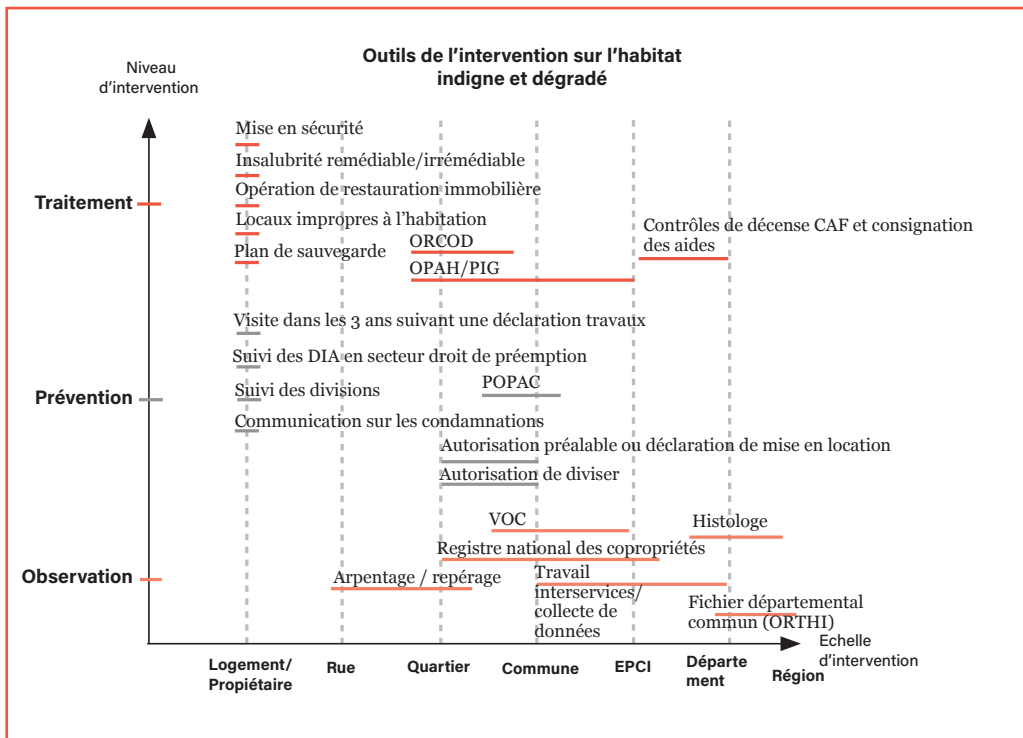 Outils de l'intervention sur l'habitat
indigne et dégradé
Niveau
d'intervention
Mise en sécurité
Insalubrité remédiable/irrémédiable
Opération de restauration immobilière
Traitement
Locaux impropres à l'habitation
Contrôles de décense CAF et consignation
des aides
Plan de sauvegarde
ORCOD
OPAH/PIG
Visite dans les 3 ans suivant une déclaration travaux
Suivi des DIA en secteur droit de préemption
POPAC
Suivi des divisions
Prévention
Communication sur les condamnations
Autorisation préalable ou déclaration de mise en location
Autorisation de diviser
VOC
Histologe
Registre national des copropriétés
Observation
Arpentage / repérage
Travail
interservices/
collecte de
données
Fichier départemental
commun (ORTHI)
Echelle
d'intervention
Logement/
Propiétaire
Rue
Quartier
Commune
EPCI
Départe
ment
Région